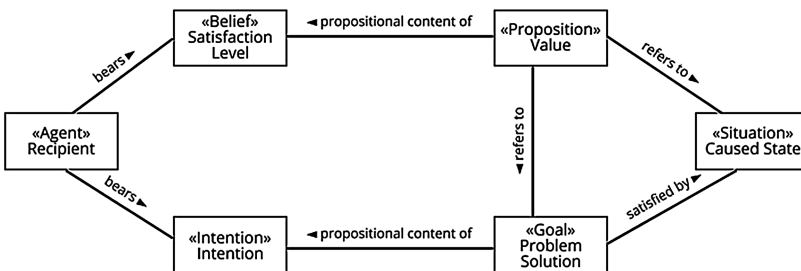 «Belief»
Satisfaction
Level
◄ propositional content of
«Proposition»
Value
bears ►
refers to ►
«Agent»
Recipient
◄ refers to
«Situation»
Caused State
bears ►
satisfied by ►
«Intention»
Intention
◄ propositional content of
«Goal»
Problem
Solution